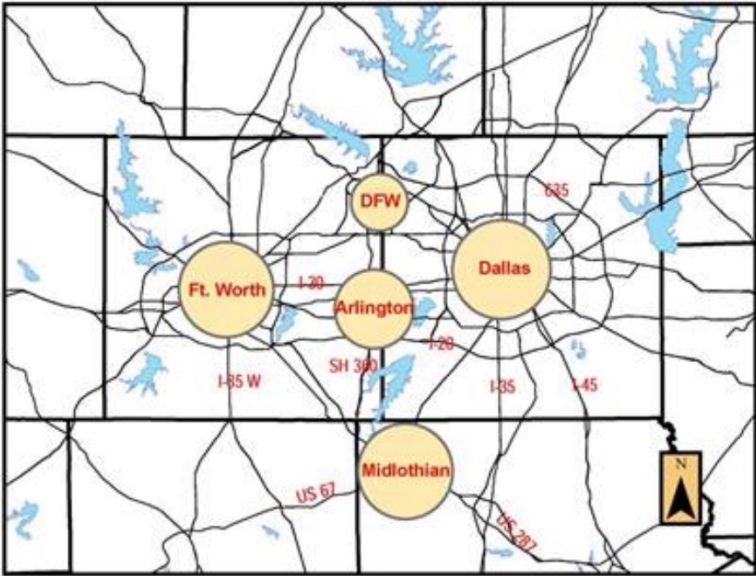 DFW
635
Dallas
Ft. Worth
I-30
Arlington
I-20
SH 360
I-35 W
I-35
I-45
Midlothian
US 67
US 287
N